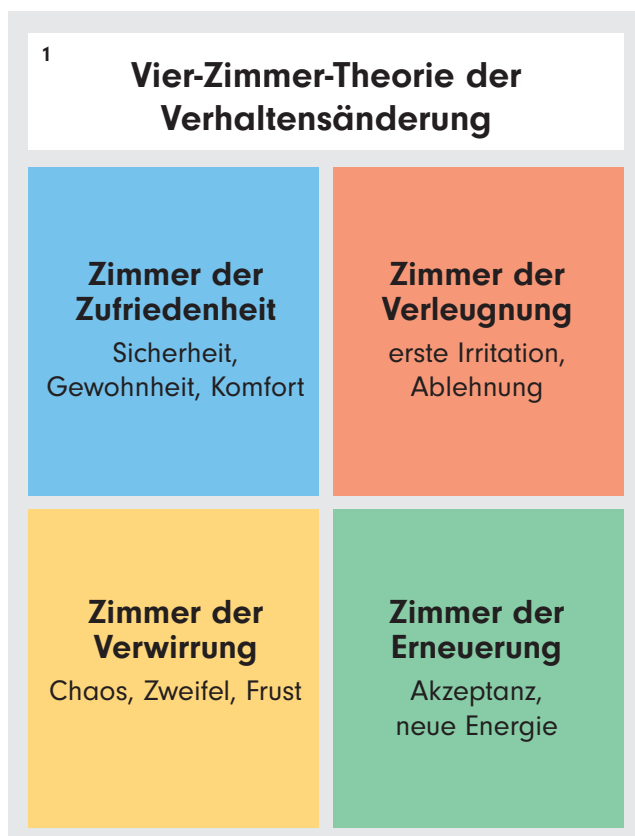 1
Vier-Zimmer-Theorie der
Verhaltensänderung
Zimmer der
Zufriedenheit
Sicherheit,
Gewohnheit, Komfort
Zimmer der
Verleugnung
erste Irritation,
Ablehnung
Zimmer der
Verwirrung
Chaos, Zweifel, Frust
Zimmer der
Erneuerung
Akzeptanz,
neue Energie